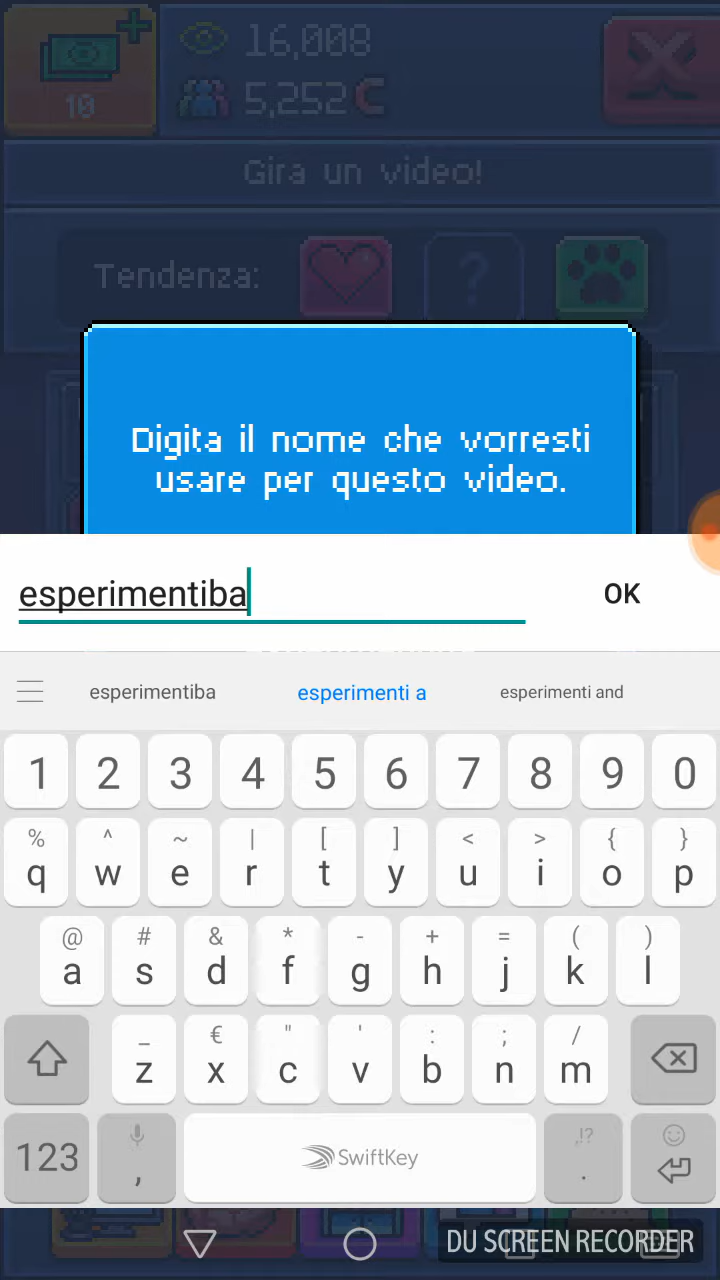 16,008
10
5,252
Gira un video!
Tendenza:
?
Digita il nome che vorresti
usare per questo video.
esperimentiba
OK
esperimentiba esperimenti a esperimenti and
1 2 3 4 5 6 7 8 9 0
% ^ ~ | [ ] < > { }
q w e r t y u i o p
@ # & * - + = ( )
a s d f g h j k l
_ € " ' : ; /
z x c v b n m
,!?
123 , SwiftKey .
DU SCREEN RECORDER